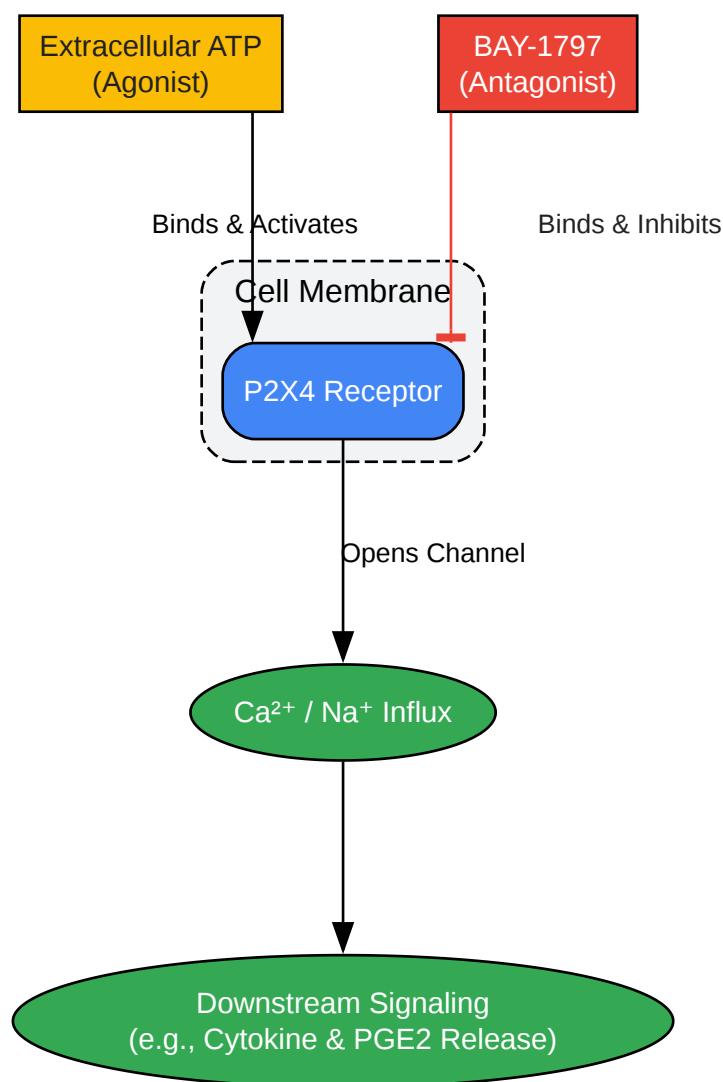 Extracellular ATP
(Agonist)
BAY-1797
(Antagonist)
Binds & Activates
Binds & Inhibits
Cell Membrane
P2X4 Receptor
Opens Channel
Ca²⁺ / Na⁺ Influx
Downstream Signaling
(e.g., Cytokine & PGE2 Release)